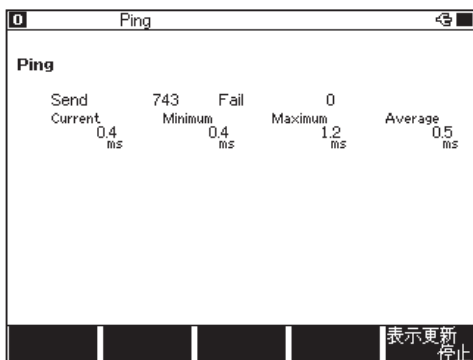 0 Ping
Ping
Send 743 Fail 0
Current Minimum Maximum Average
0.4 0.4 1.2 0.5
ms ms ms ms
表示更新
停止